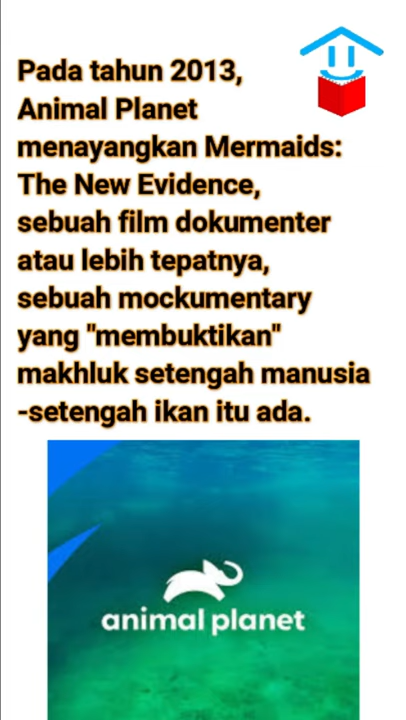 Pada tahun 2013,
Animal Planet
menayangkan Mermaids:
The New Evidence,
sebuah film dokumenter
atau lebih tepatnya,
sebuah mockumentary
yang "membuktikan"
makhluk setengah manusia
-setengah ikan itu ada.
animal planet